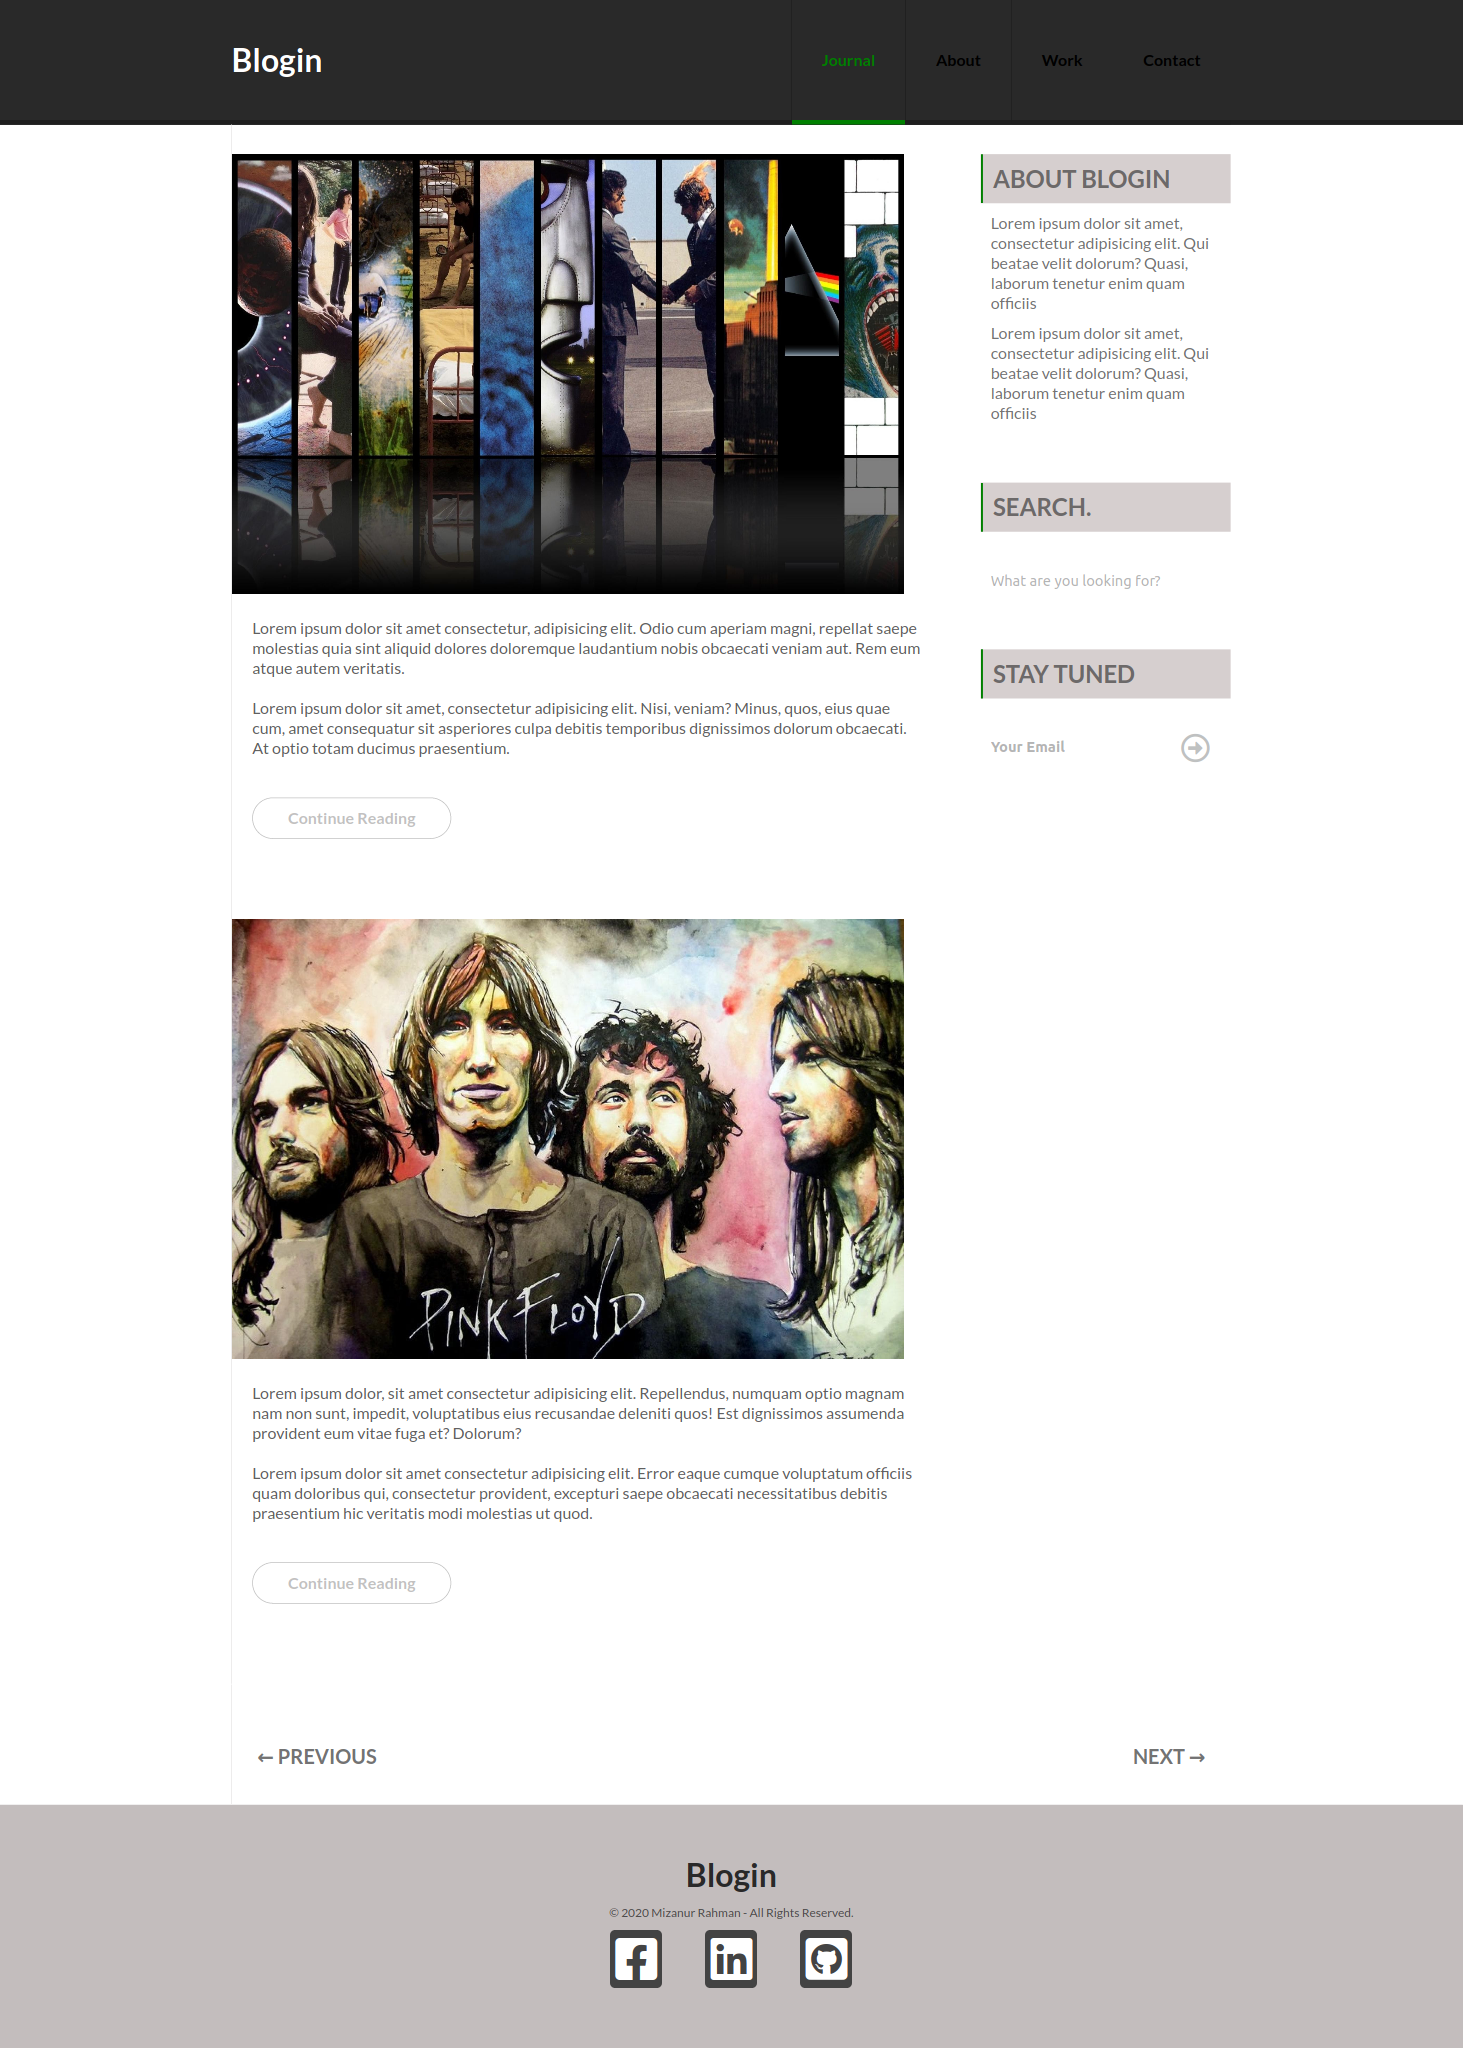 Blogin
Journal
About
Work
Contact
Lorem ipsum dolor sit amet consectetur, adipisicing elit. Odio cum aperiam magni, repellat saepe
molestias quia sint aliquid dolores doloremque laudantium nobis obcaecati veniam aut. Rem eum
atque autem veritatis.
Lorem ipsum dolor sit amet, consectetur adipisicing elit. Nisi, veniam? Minus, quos, eius quae
cum, amet consequatur sit asperiores culpa debitis temporibus dignissimos dolorum obcaecati.
At optio totam ducimus praesentium.
Continue Reading
PINK FLOYD
Lorem ipsum dolor, sit amet consectetur adipisicing elit. Repellendus, numquam optio magnam
nam non sunt, impedit, voluptatibus eius recusandae deleniti quos! Est dignissimos assumenda
provident eum vitae fuga et? Dolorum?
Lorem ipsum dolor sit amet consectetur adipisicing elit. Error eaque cumque voluptatum officiis
quam doloribus qui, consectetur provident, excepturi saepe obcaecati necessitatibus debitis
praesentium hic veritatis modi molestias ut quod.
Continue Reading
ABOUT BLOGIN
Lorem ipsum dolor sit amet,
consectetur adipisicing elit. Qui
beatae velit dolorum? Quasi,
laborum tenetur enim quam
officiis
Lorem ipsum dolor sit amet,
consectetur adipisicing elit. Qui
beatae velit dolorum? Quasi,
laborum tenetur enim quam
officiis
SEARCH.
What are you looking for?
STAY TUNED
Your Email
← PREVIOUS
NEXT →
Blogin
© 2020 Mizanur Rahman - All Rights Reserved.